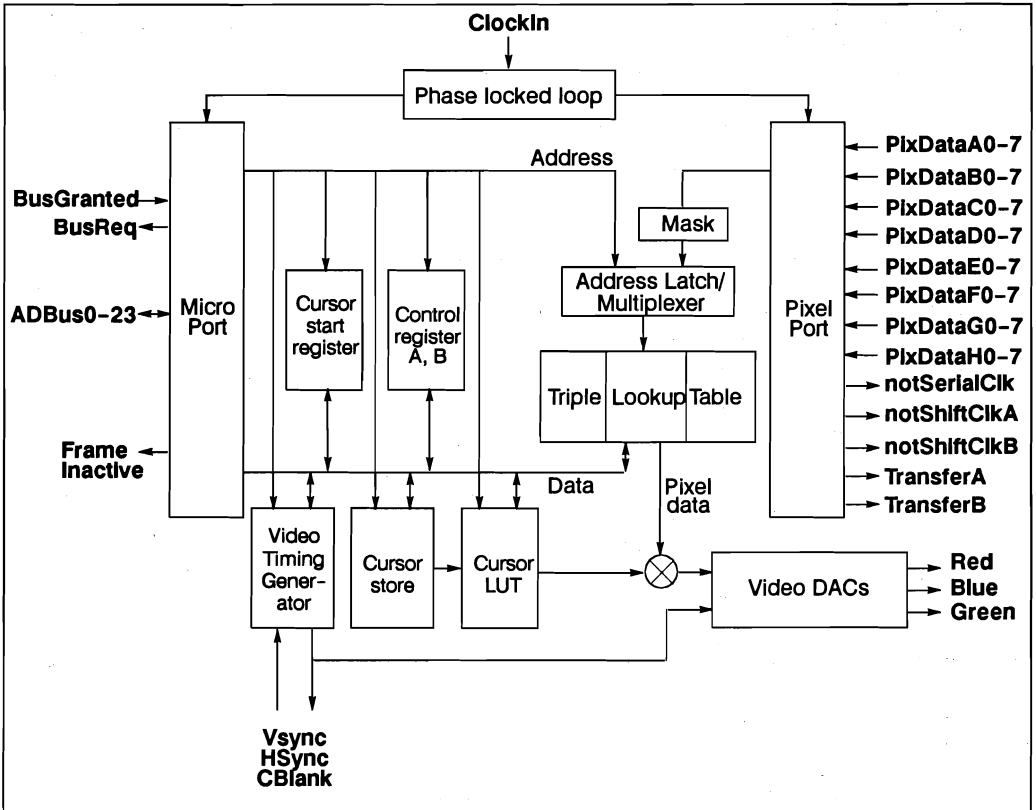 ClockIn
Phase locked loop
Address
PixDataA0-7
PixDataB0-7
BusGranted
PixDataC0-7
BusReq
Mask
PixDataD0-7
PixDataE0-7
Address Latch/
Multiplexer
Cursor
start
register
Control
register
A, B
Micro
Port
Pixel
Port
ADBus0-23
PixDataF0-7
PixDataG0-7
PixDataH0-7
Triple
Lookup
Table
notSerialClk
notShiftClkA
Frame
Inactive
notShiftClkB
TransferA
TransferB
Data
Pixel
data
Video
Timing
Gener-
ator
Cursor
store
Cursor
LUT
Video DACs
Red
Blue
Green
Vsync
HSync
CBlank